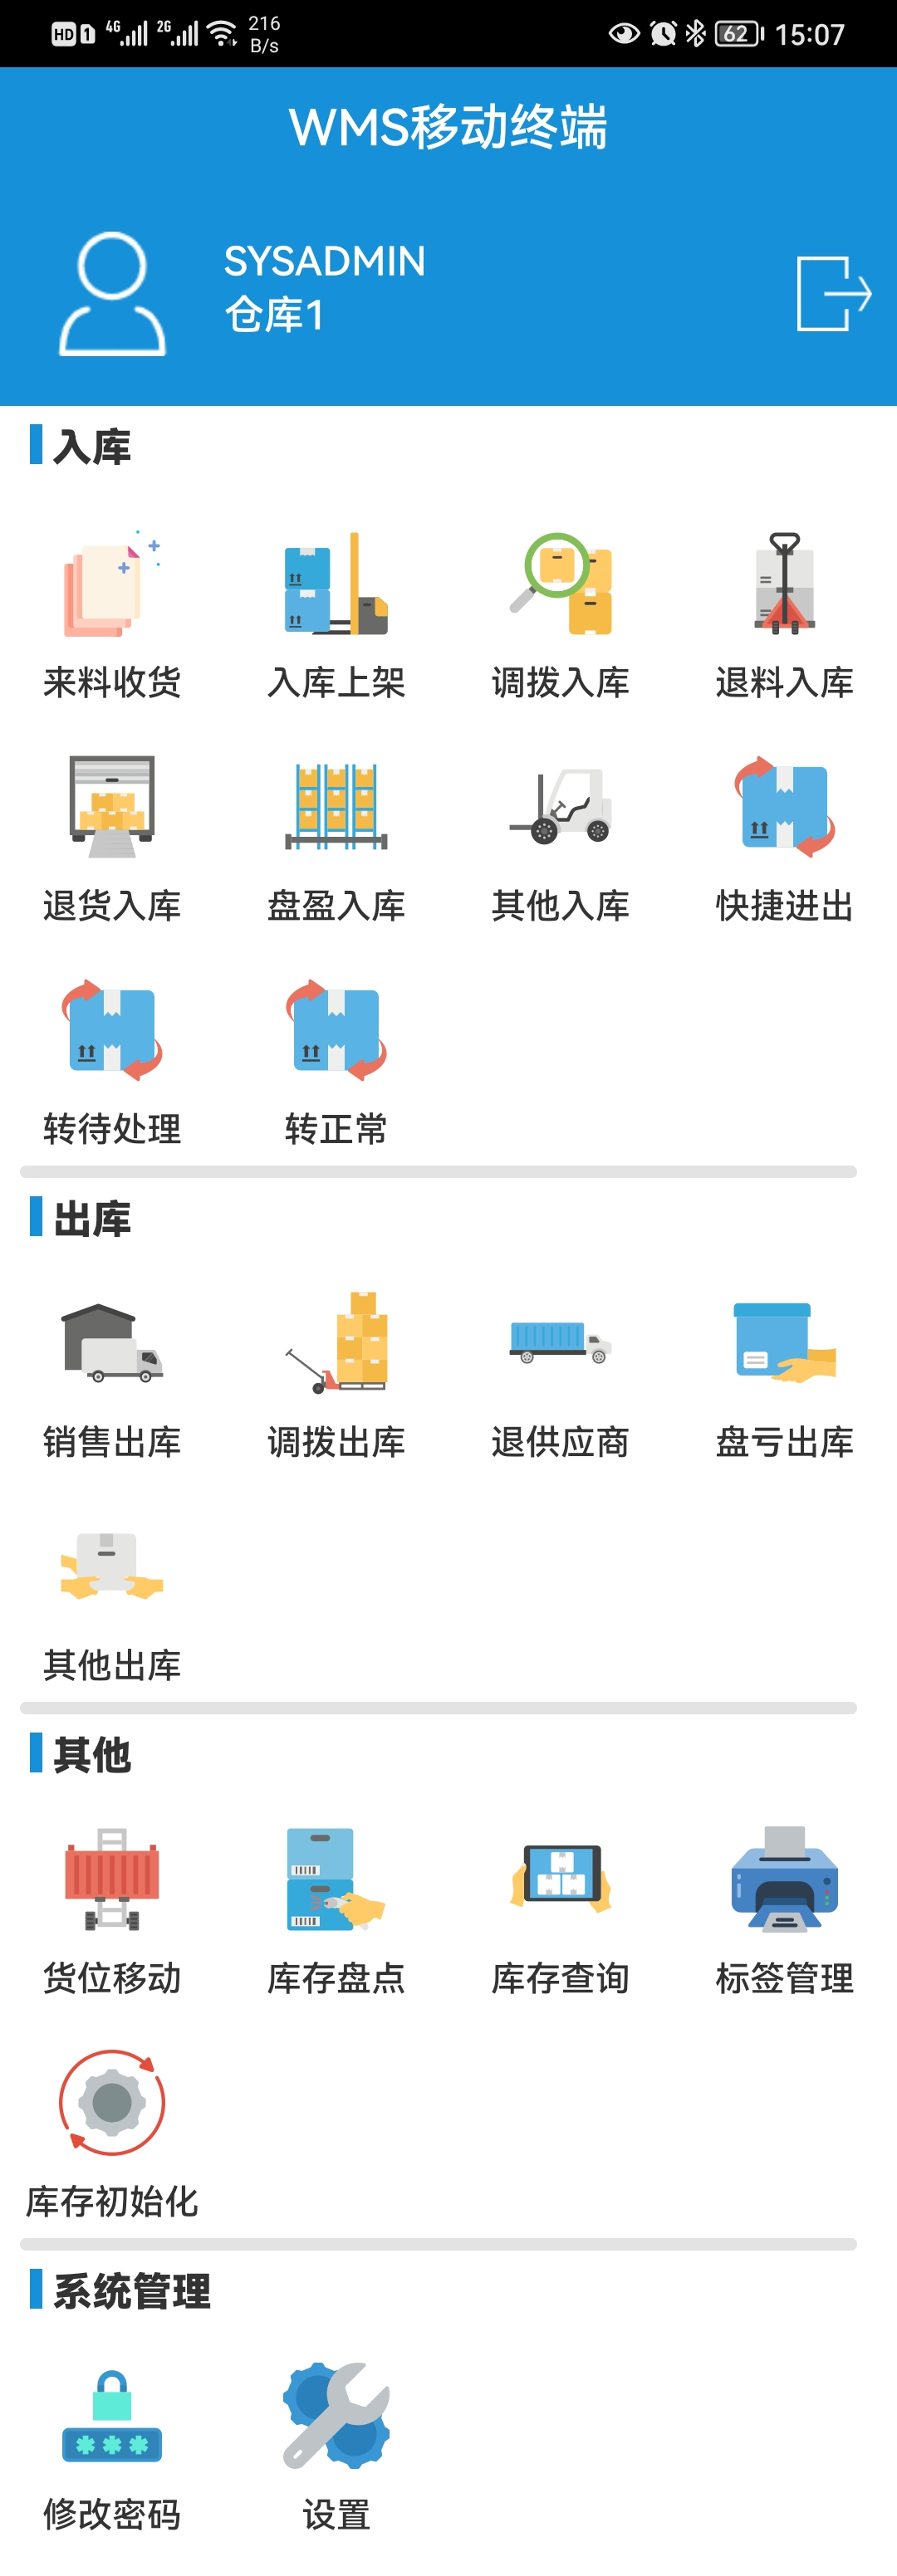 HD 1 4G 2G 216 B/s 62 15:07
WMS移动终端
SYSADMIN
仓库1
入库
来料收货 入库上架 调拨入库 退料入库
退货入库 盘盈入库 其他入库 快捷进出
转待处理 转正常
出库
销售出库 调拨出库 退供应商 盘亏出库
其他出库
其他
货位移动 库存盘点 库存查询 标签管理
库存初始化
系统管理
修改密码 设置